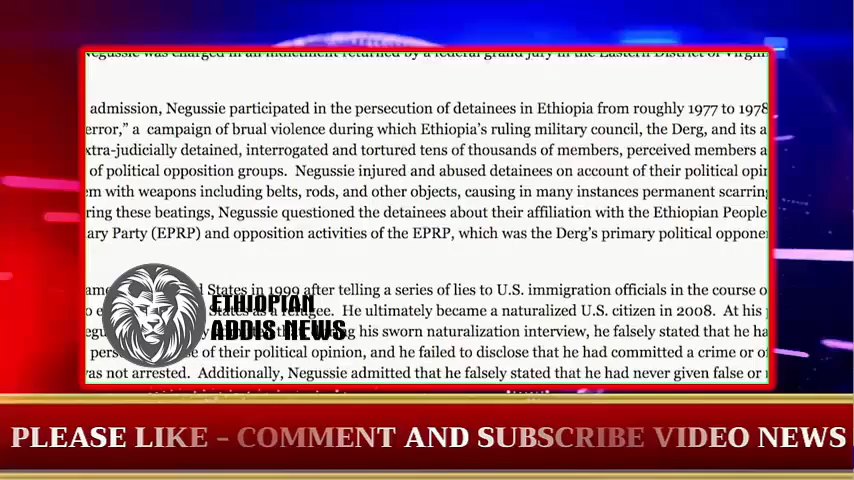 Negussie was charged in an indictment returned by a federal grand jury in the Eastern District of Virgin
admission, Negussie participated in the persecution of detainees in Ethiopia from roughly 1977 to 1978
error,” a campaign of brual violence during which Ethiopia’s ruling military council, the Derg, and its a
xtra-judicially detained, interrogated and tortured tens of thousands of members, perceived members a
of political opposition groups. Negussie injured and abused detainees on account of their political opin
em with weapons including belts, rods, and other objects, causing in many instances permanent scarring
ring these beatings, Negussie questioned the detainees about their affiliation with the Ethiopian People
ary Party (EPRP) and opposition activities of the EPRP, which was the Derg’s primary political oppone
ame States in 1999 after telling a series of lies to U.S. immigration officials in the course o
States as a refugee. He ultimately became a naturalized U.S. citizen in 2008. At his
his sworn naturalization interview, he falsely stated that he ha
pers of their political opinion, and he failed to disclose that he had committed a crime or o
as not arrested. Additionally, Negussie admitted that he falsely stated that he had never given false or
ETHIOPIAN
ADDIS NEWS
PLEASE LIKE - COMMENT AND SUBSCRIBE VIDEO NEWS